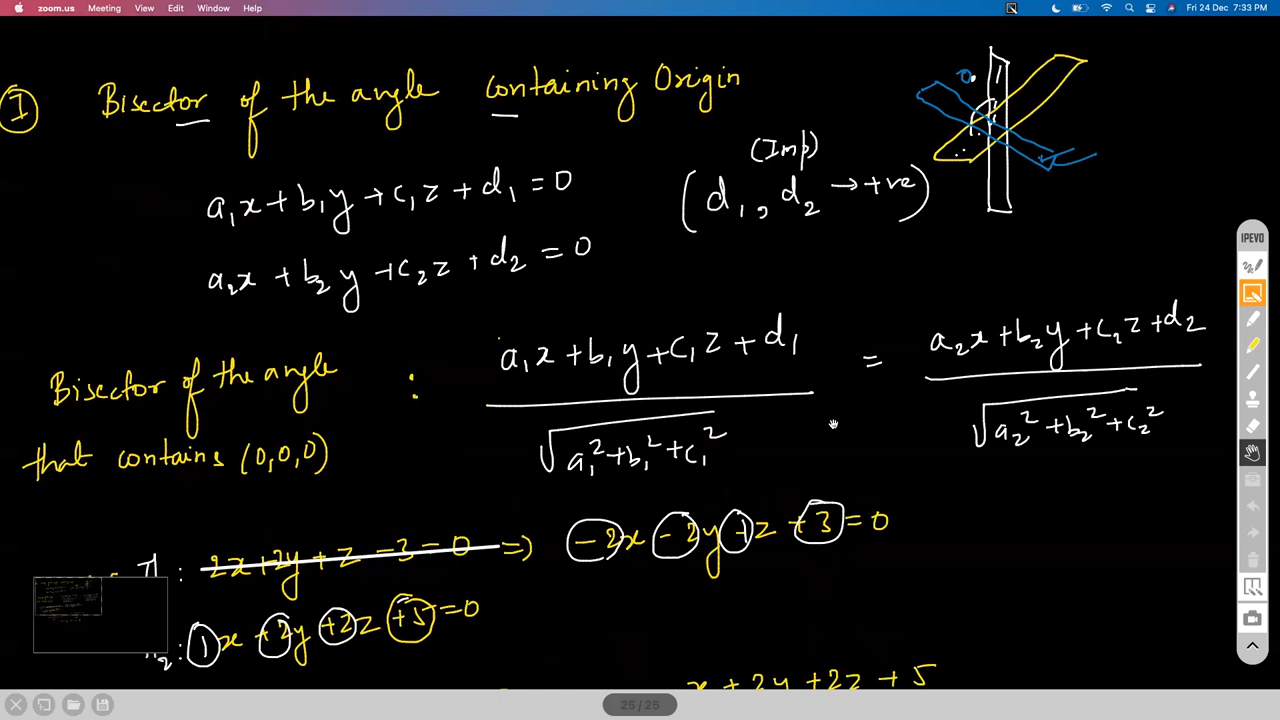 zoom.us Meeting View Edit Window Help Fri 24 Dec 7:33 PM
I Bisector of the angle containing Origin
(Imp)
a₁x + b₁y + c₁z + d₁ = 0 (d₁, d₂ → +ve)
a₂x + b₂y + c₂z + d₂ = 0
Bisector of the angle that contains (0,0,0) : (a₁x + b₁y + c₁z + d₁) / √(a₁² + b₁² + c₁²) = (a₂x + b₂y + c₂z + d₂) / √(a₂² + b₂² + c₂²)
: 2x + 2y + z - 3 = 0 ⇒ -2x - 2y - 1z + 3 = 0
₂ : 1x + 2y + 2z + 5 = 0
x + 2y + 2z + 5
IPEVO
25 / 25